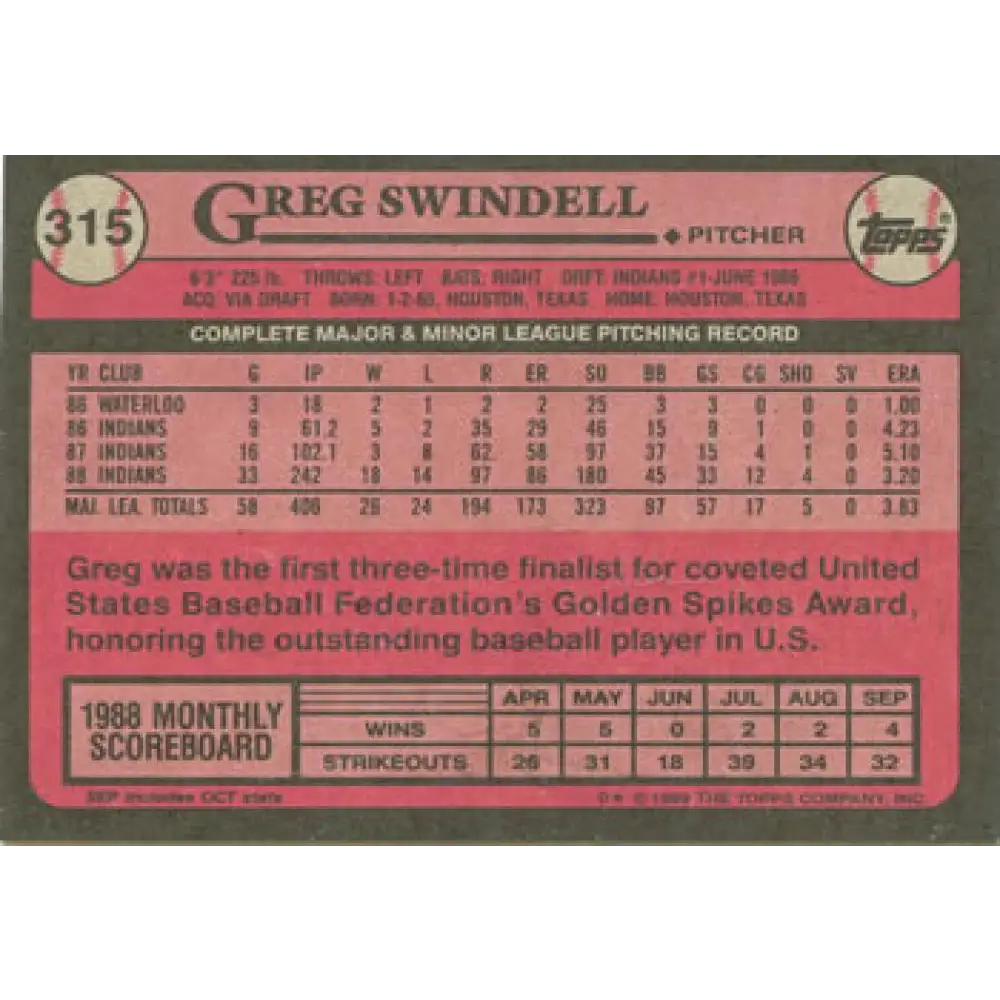 315
GREG SWINDELL
◆ PITCHER
Topps®
6'3" 225 lb. THROWS: LEFT BATS: RIGHT DRFT: INDIANS #1-JUNE 1986
ACQ: VIA DRAFT BORN: 1-2-65, HOUSTON, TEXAS HOME: HOUSTON, TEXAS
COMPLETE MAJOR & MINOR LEAGUE PITCHING RECORD
YR CLUB G IP W L R ER SO BB GS CG SHO SV ERA
86 WATERLOO 3 18 2 1 2 2 25 3 3 0 0 0 1.00
86 INDIANS 9 61.2 5 2 35 29 46 15 9 1 0 0 4.23
87 INDIANS 16 102.1 3 8 62 58 97 37 15 4 1 0 5.10
88 INDIANS 33 242 18 14 97 86 180 45 33 12 4 0 3.20
MAJ. LEA. TOTALS 58 406 26 24 194 173 323 97 57 17 5 0 3.83
Greg was the first three-time finalist for coveted United
States Baseball Federation's Golden Spikes Award,
honoring the outstanding baseball player in U.S.
1988 MONTHLY
SCOREBOARD
APR MAY JUN JUL AUG SEP
WINS 5 5 0 2 2 4
STRIKEOUTS 26 31 18 39 34 32
SEP includes OCT stats
D* © 1989 THE TOPPS COMPANY, INC.